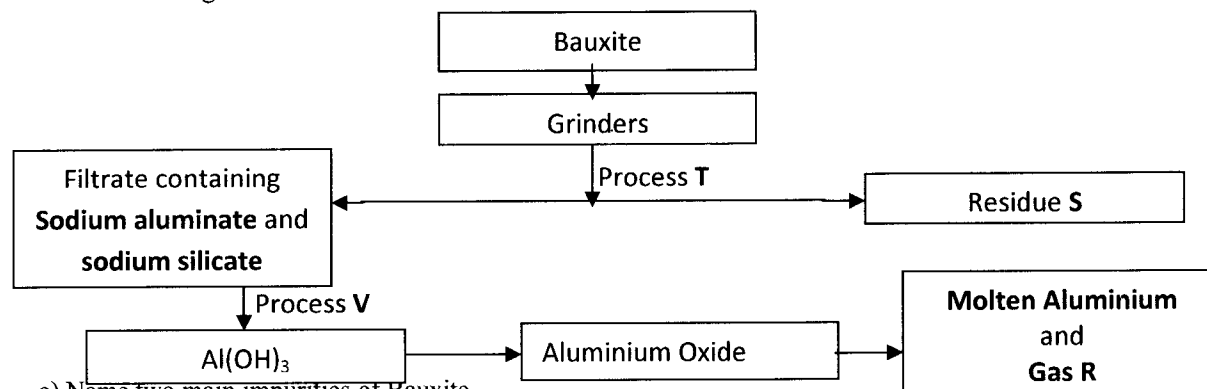 Bauxite
Grinders
Process T
Filtrate containing
Sodium aluminate and
sodium silicate
Residue S
Process V
Al(OH)₃
Aluminium Oxide
Molten Aluminium
and
Gas R
Name two main impurities of Bauxite